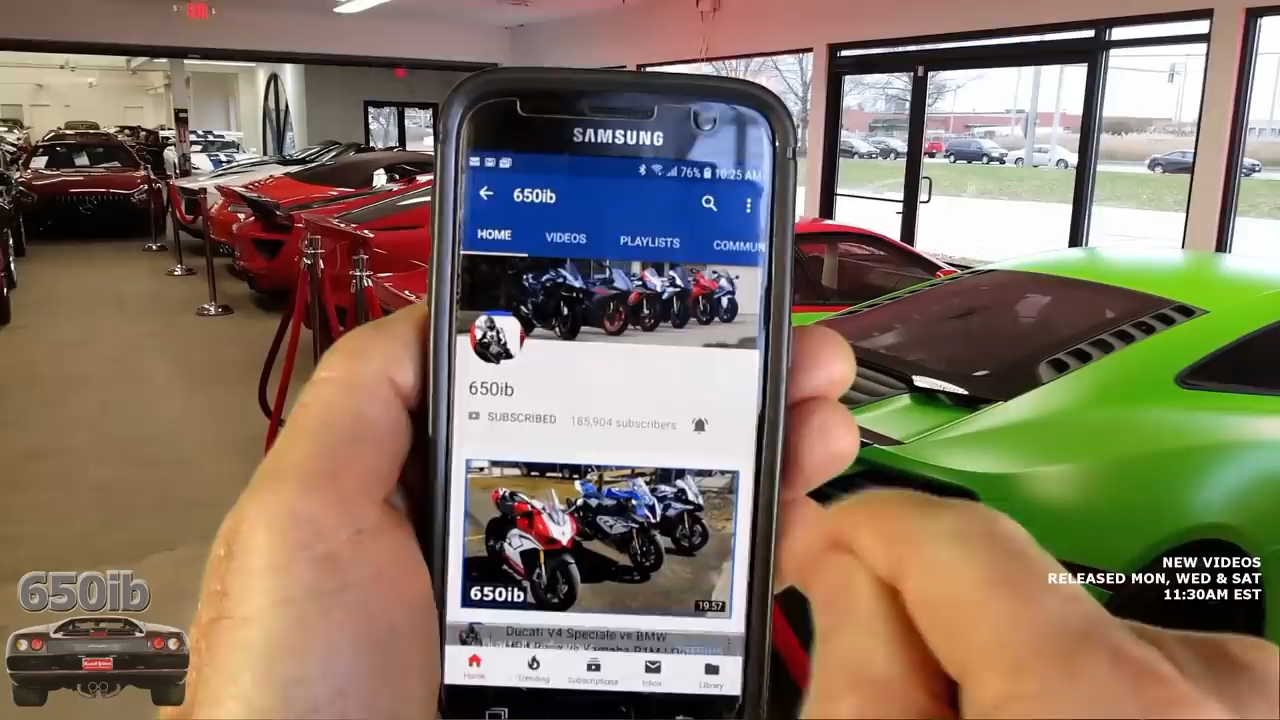 EXIT
SAMSUNG
76% 10:25 AM
650ib
HOME VIDEOS PLAYLISTS COMMUN
650ib
SUBSCRIBED 185,904 subscribers
650ib
19:57
Ducati V4 Speciale vs BMW
Home Trending Subscriptions Inbox Library
NEW VIDEOS
RELEASED MON, WED & SAT
11:30AM EST
650ib